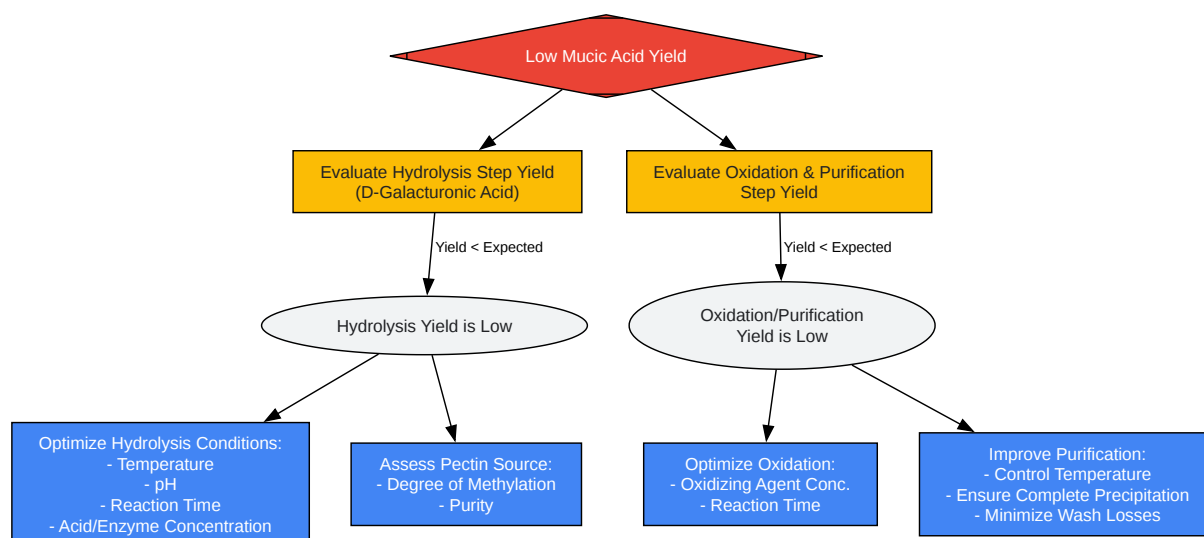 Low Mucic Acid Yield
Evaluate Hydrolysis Step Yield
(D-Galacturonic Acid)
Evaluate Oxidation & Purification
Step Yield
Yield < Expected
Yield < Expected
Hydrolysis Yield is Low
Oxidation/Purification
Yield is Low
Optimize Hydrolysis Conditions:
- Temperature
- pH
- Reaction Time
- Acid/Enzyme Concentration
Assess Pectin Source:
- Degree of Methylation
- Purity
Optimize Oxidation:
- Oxidizing Agent Conc.
- Reaction Time
Improve Purification:
- Control Temperature
- Ensure Complete Precipitation
- Minimize Wash Losses